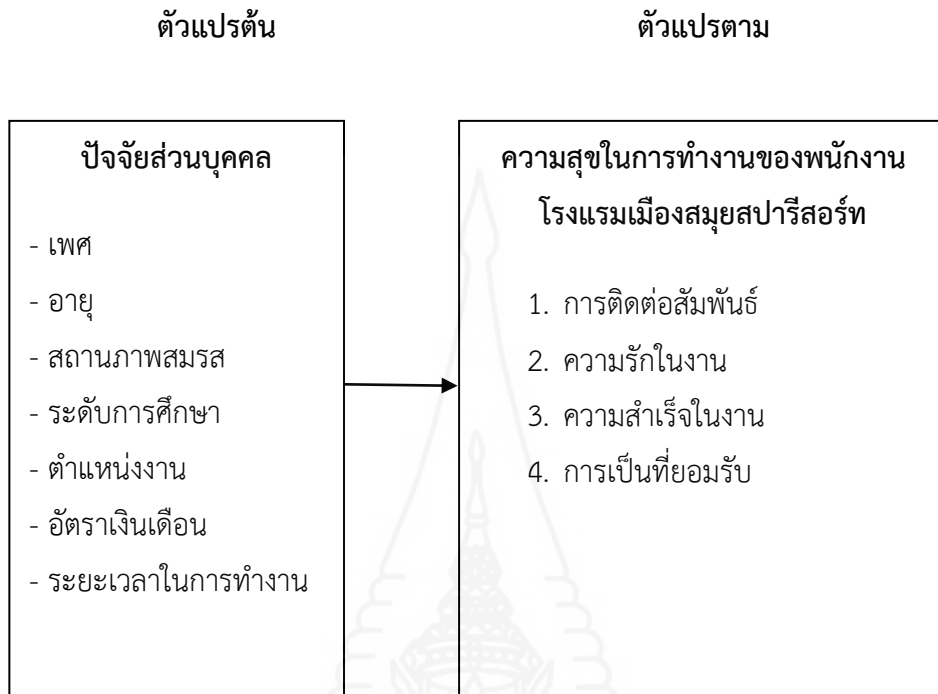 ตัวแปรต้น
ตัวแปรตาม
ปัจจัยส่วนบุคคล
- เพศ
- อายุ
- สถานภาพสมรส
- ระดับการศึกษา
- ตำแหน่งงาน
- อัตราเงินเดือน
- ระยะเวลาในการทำงาน
ความสุขในการทำงานของพนักงาน
โรงแรมเมืองสมุยสปารีสอร์ท
1. การติดต่อสัมพันธ์
2. ความรักในงาน
3. ความสำเร็จในงาน
4. การเป็นที่ยอมรับ